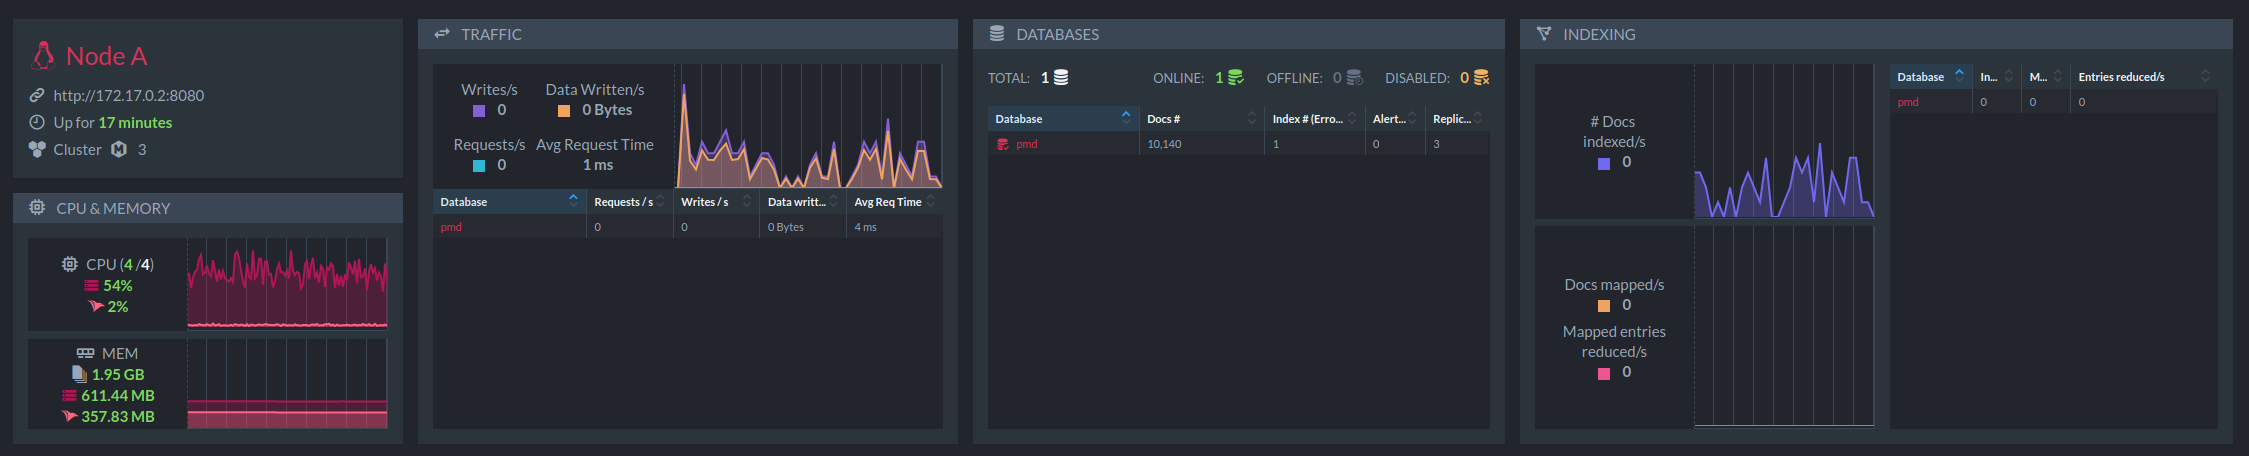 Node A
http://172.17.0.2:8080
Up for 17 minutes
Cluster 3
CPU & MEMORY
CPU (4 /4)
54%
2%
MEM
1.95 GB
611.44 MB
357.83 MB
TRAFFIC
Writes/s Data Written/s
0 0 Bytes
Requests/s Avg Request Time
0 1 ms
Database Requests / s Writes / s Data writt... Avg Req Time
pmd 0 0 0 Bytes 4 ms
DATABASES
TOTAL: 1 ONLINE: 1 OFFLINE: 0 DISABLED: 0
Database Docs # Index # (Erro... Alert... Replic...
pmd 10,140 1 0 3
INDEXING
# Docs
indexed/s
0
Docs mapped/s
0
Mapped entries
reduced/s
0
Database In... M... Entries reduced/s
pmd 0 0 0